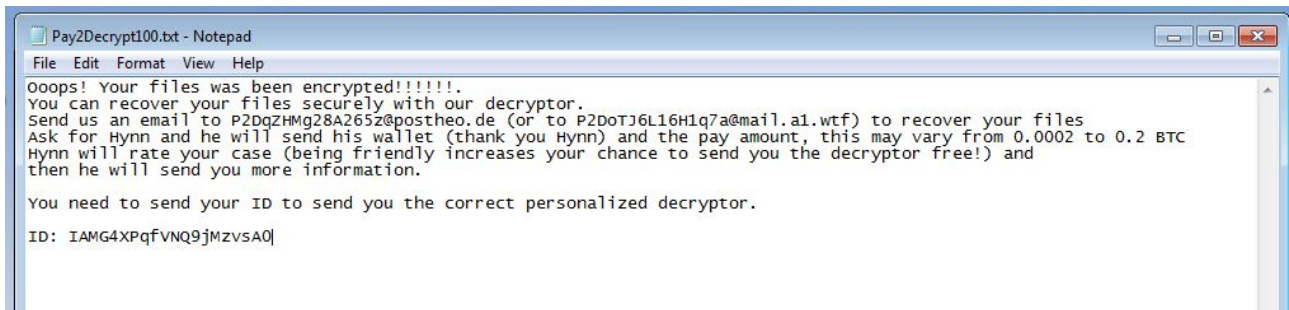 Pay2Decrypt100.txt - Notepad
File Edit Format View Help
Ooops! Your files was been encrypted!!!!!!.
You can recover your files securely with our decryptor.
Send us an email to P2DqZHMg28A265z@postheo.de (or to P2DoTJ6L16H1q7a@mail.a1.wtf) to recover your files
Ask for Hynn and he will send his wallet (thank you Hynn) and the pay amount, this may vary from 0.0002 to 0.2 BTC
Hynn will rate your case (being friendly increases your chance to send you the decryptor free!) and
then he will send you more information.
You need to send your ID to send you the correct personalized decryptor.
ID: IAMG4XPqfVNQ9jMzvsAO